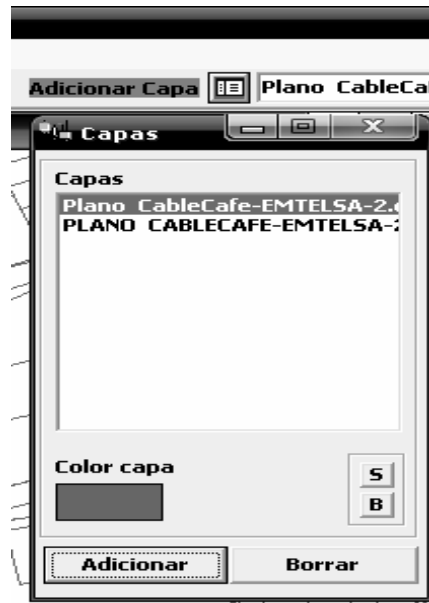 Adicionar Capa Plano CableCa
Capas
Capas
Plano CableCafe-EMTELSA-2.
PLANO CABLECAFE-EMTELSA-
Color capa
S
B
Adicionar Borrar